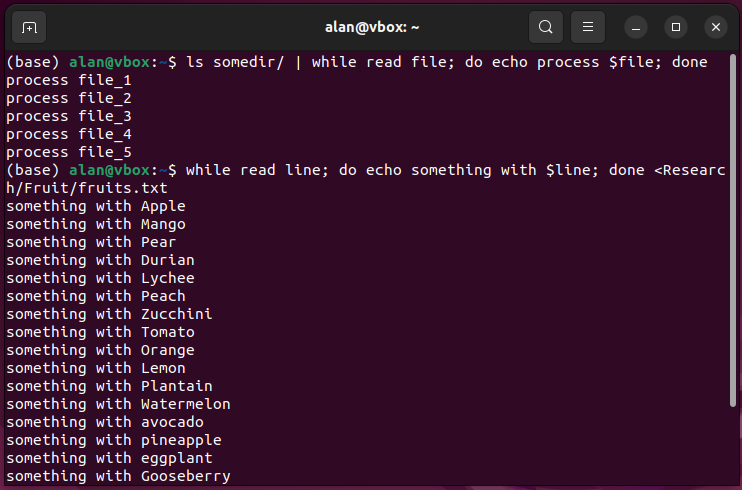 alan@vbox: ~
(base) alan@vbox:~$ ls somedir/ | while read file; do echo process $file; done
process file_1
process file_2
process file_3
process file_4
process file_5
(base) alan@vbox:~$ while read line; do echo something with $line; done <Researc
h/Fruit/fruits.txt
something with Apple
something with Mango
something with Pear
something with Durian
something with Lychee
something with Peach
something with Zucchini
something with Tomato
something with Orange
something with Lemon
something with Plantain
something with Watermelon
something with avocado
something with pineapple
something with eggplant
something with Gooseberry